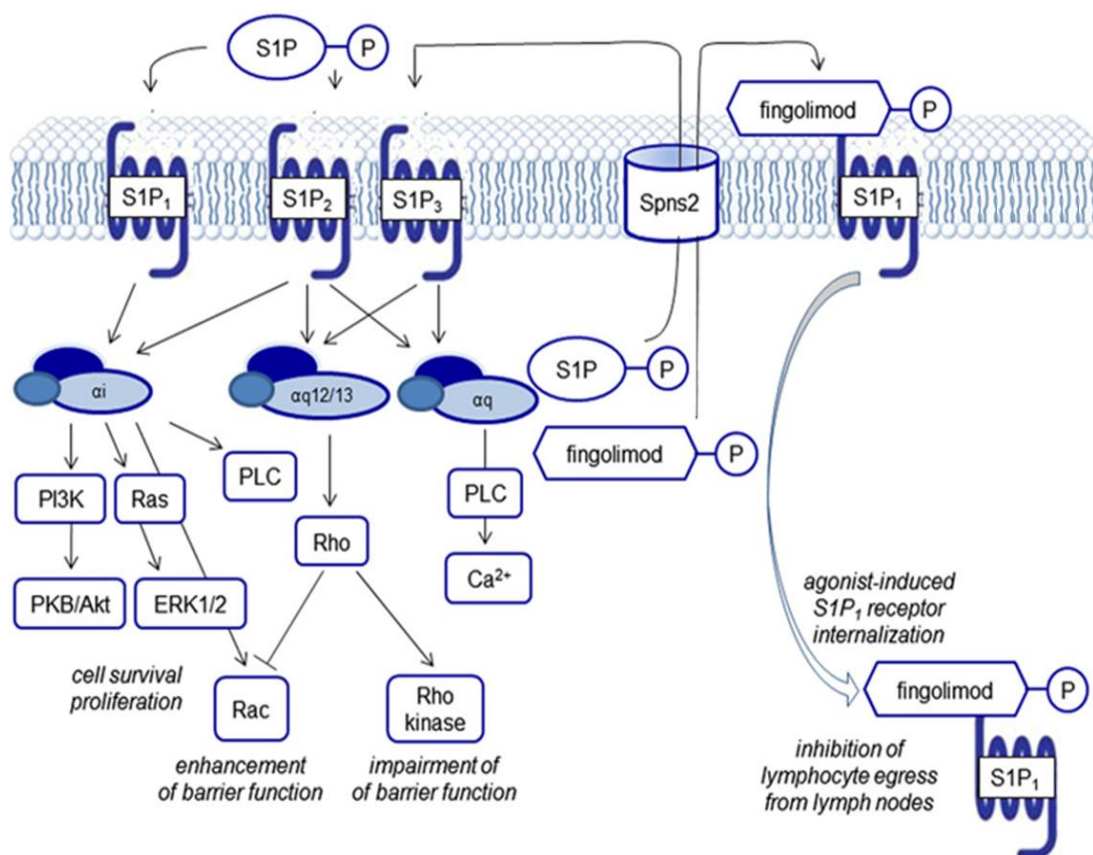 S1P
P
fingolimod
P
S1P₁
S1P₂
S1P₃
Spns2
S1P₁
αi
αq12/13
αq
S1P
P
fingolimod
P
PI3K
Ras
PLC
PLC
Rho
PKB/Akt
ERK1/2
Ca²⁺
cell survival
proliferation
Rac
Rho
kinase
enhancement
of barrier function
impairment of
of barrier function
agonist-induced
S1P₁ receptor
internalization
fingolimod
P
inhibition of
lymphocyte egress
from lymph nodes
S1P₁